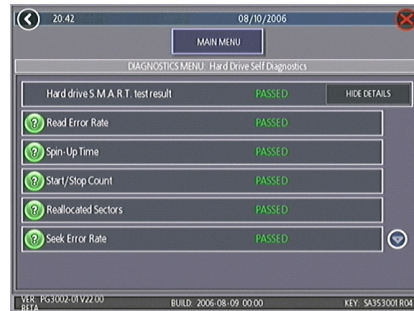 20:42 08/10/2006
MAIN MENU
DIAGNOSTICS MENU: Hard Drive Self Diagnostics
Hard drive S.M.A.R.T. test result PASSED HIDE DETAILS
? Read Error Rate PASSED
? Spin-Up Time PASSED
? Start/Stop Count PASSED
? Reallocated Sectors PASSED
? Seek Error Rate PASSED
VER: PG3002-01 V22.00 BUILD: 2006-08-09 00:00 KEY: SA353001 R04
BETA